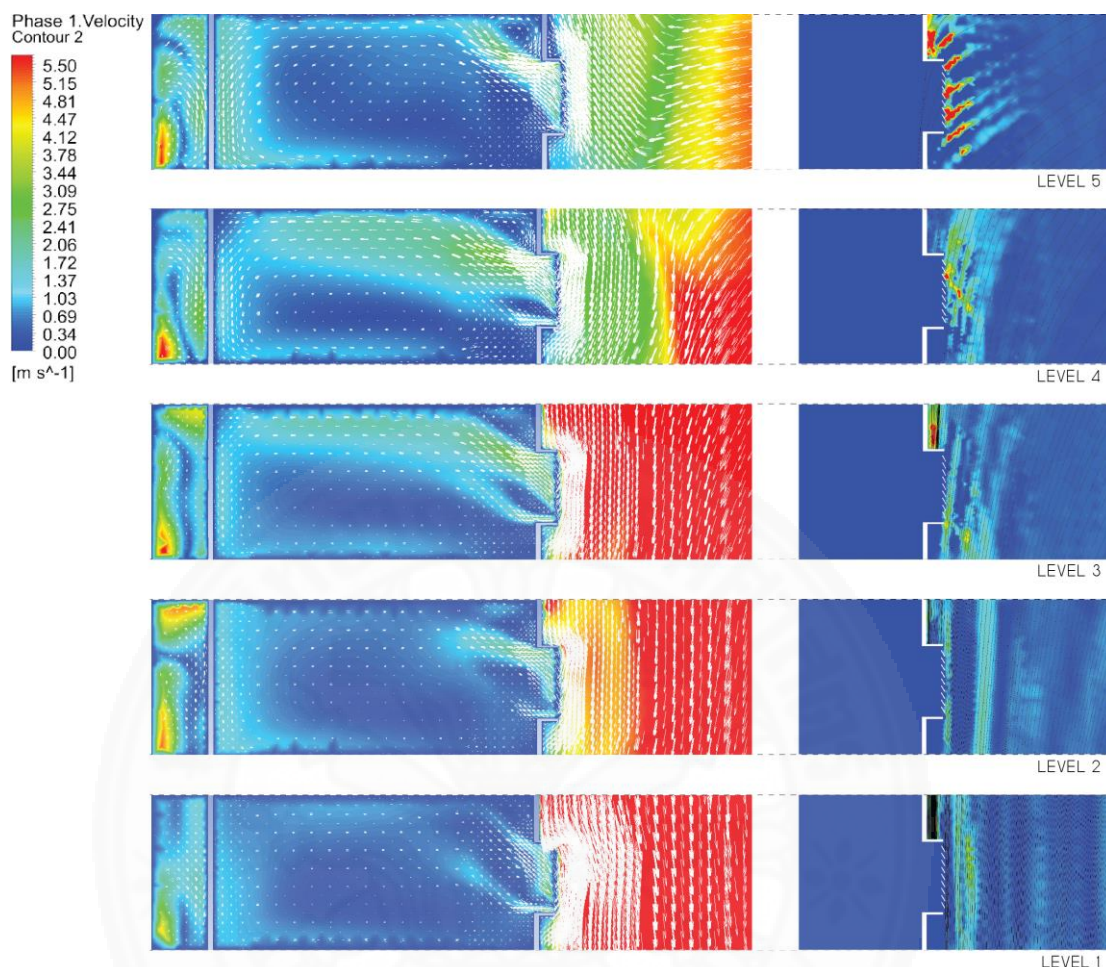 Phase 1.Velocity
Contour 2
5.50
5.15
4.81
4.47
4.12
3.78
3.44
3.09
2.75
2.41
2.06
1.72
1.37
1.03
0.69
0.34
0.00
[m s^-1]
LEVEL 5
LEVEL 4
LEVEL 3
LEVEL 2
LEVEL 1